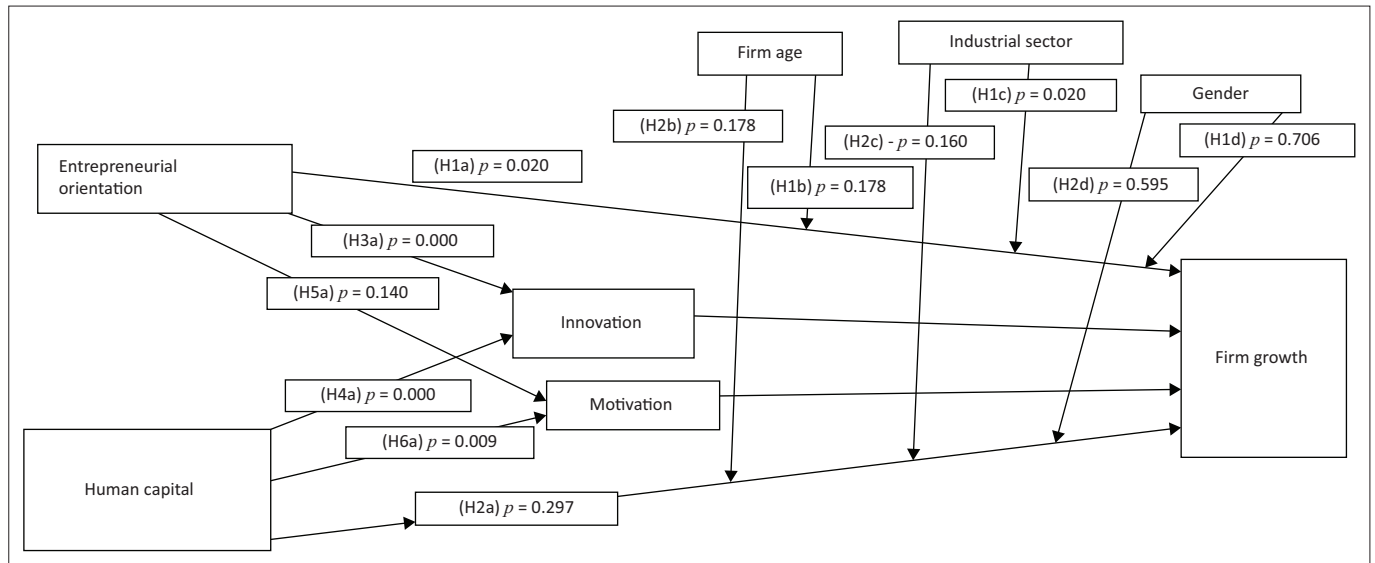 Firm age
Industrial sector
Gender
(H2b) p = 0.178
(H1c) p = 0.020
(H2c) - p = 0.160
(H1d) p = 0.706
Entrepreneurial
orientation
(H1a) p = 0.020
(H1b) p = 0.178
(H2d) p = 0.595
(H3a) p = 0.000
(H5a) p = 0.140
Innovation
Firm growth
(H4a) p = 0.000
Motivation
(H6a) p = 0.009
Human capital
(H2a) p = 0.297